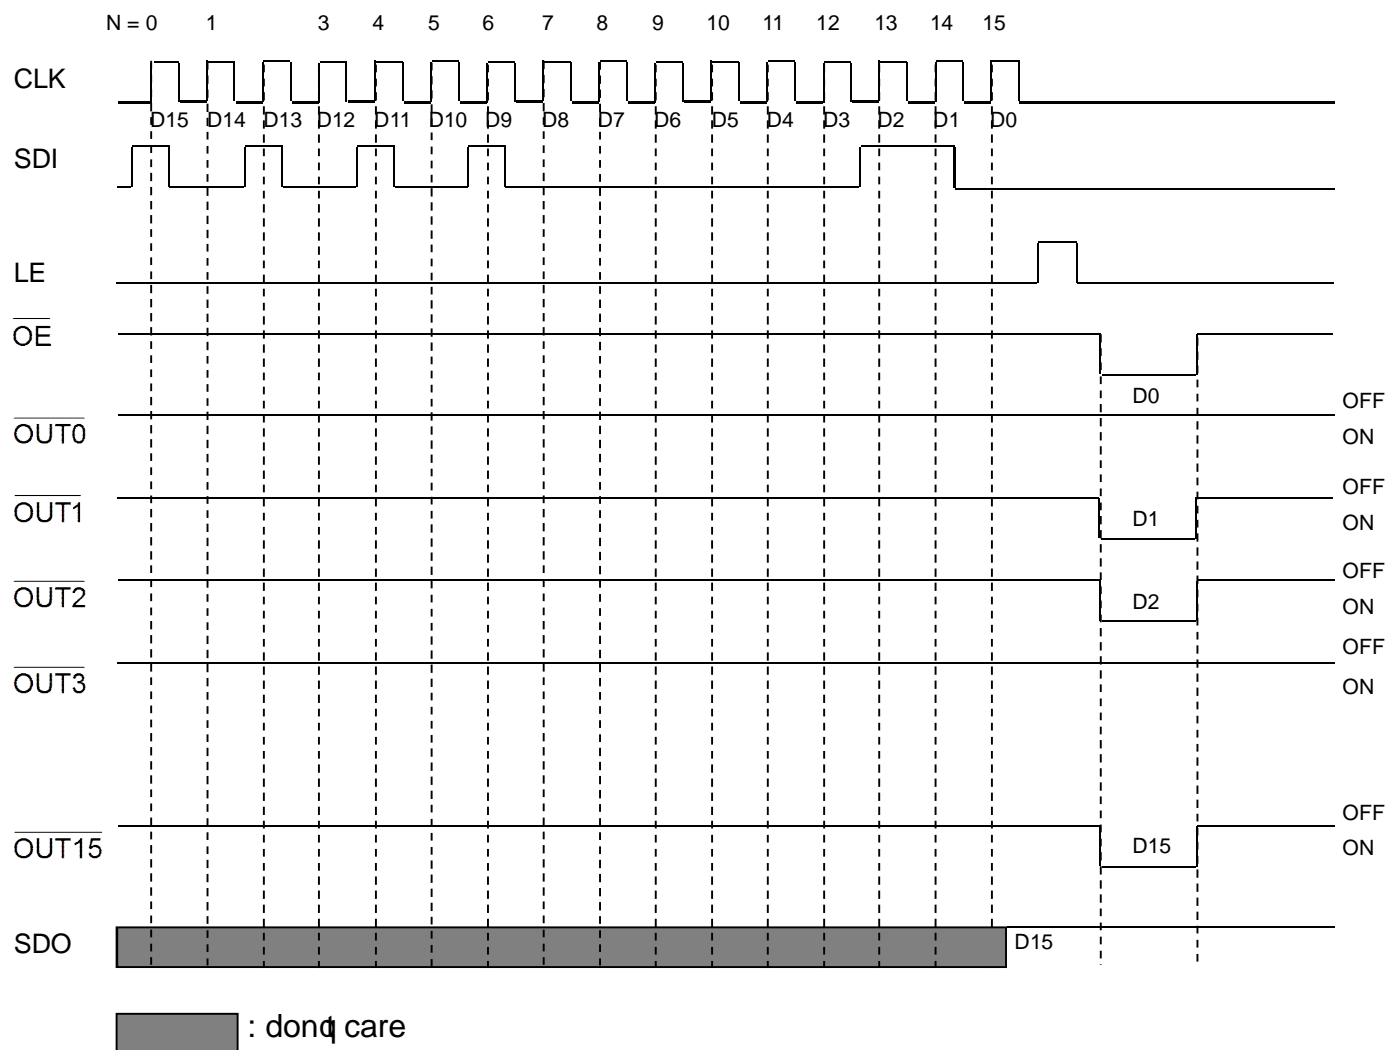 N = 0 1 3 4 5 6 7 8 9 10 11 12 13 14 15
CLK
D15 D14 D13 D12 D11 D10 D9 D8 D7 D6 D5 D4 D3 D2 D1 D0
SDI
LE
OE
D0
OFF
OUT0
ON
OFF
OUT1
D1
ON
OFF
OUT2
D2
ON
OFF
OUT3
ON
OFF
OUT15
D15
ON
SDO
D15
: donq care